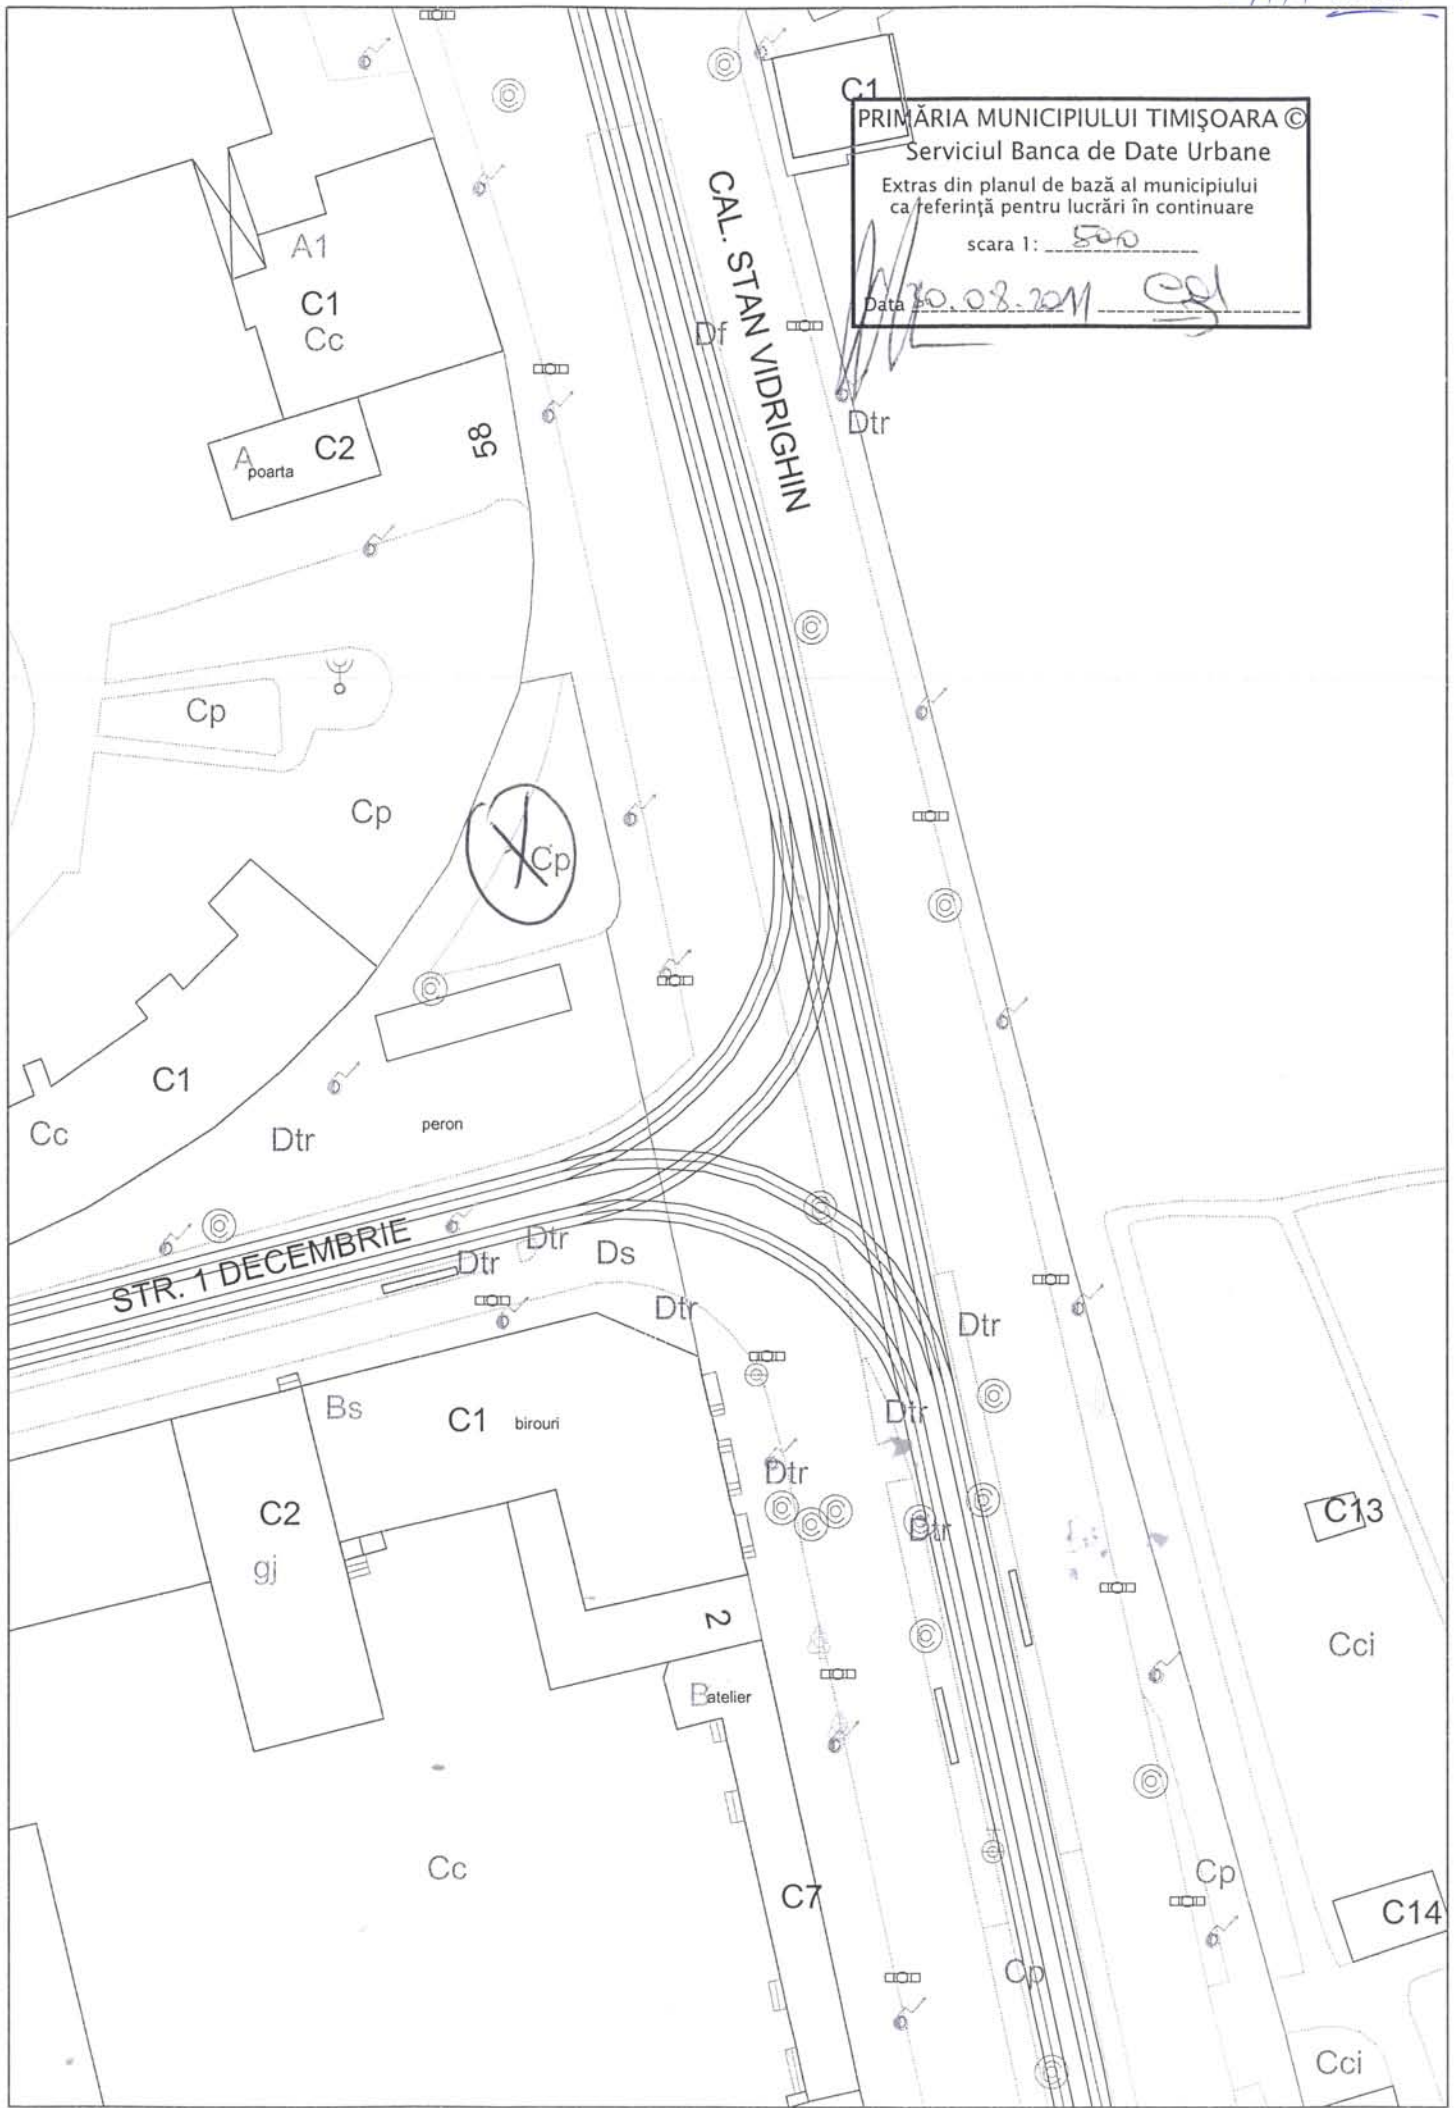 C1
PRIMĂRIA MUNICIPIULUI TIMIŞOARA ©
Serviciul Banca de Date Urbane
Extras din planul de bază al municipiului
ca referinţă pentru lucrări în continuare
scara 1: 500
Data 30.08.2011
CAL. STAN VIDRIGHIN
A1
C1
Cc
Df
Dtr
A
poarta
C2
58
Cp
Cp
X
Cp
C1
Cc
Dtr
peron
STR. 1 DECEMBRIE
Dtr
Dtr
Ds
Dtr
Dtr
Bs
C1
birouri
Dtr
Dtr
C2
gj
Dtr
C13
2
Cci
B
atelier
Cc
C7
Cp
C14
Cp
Cci